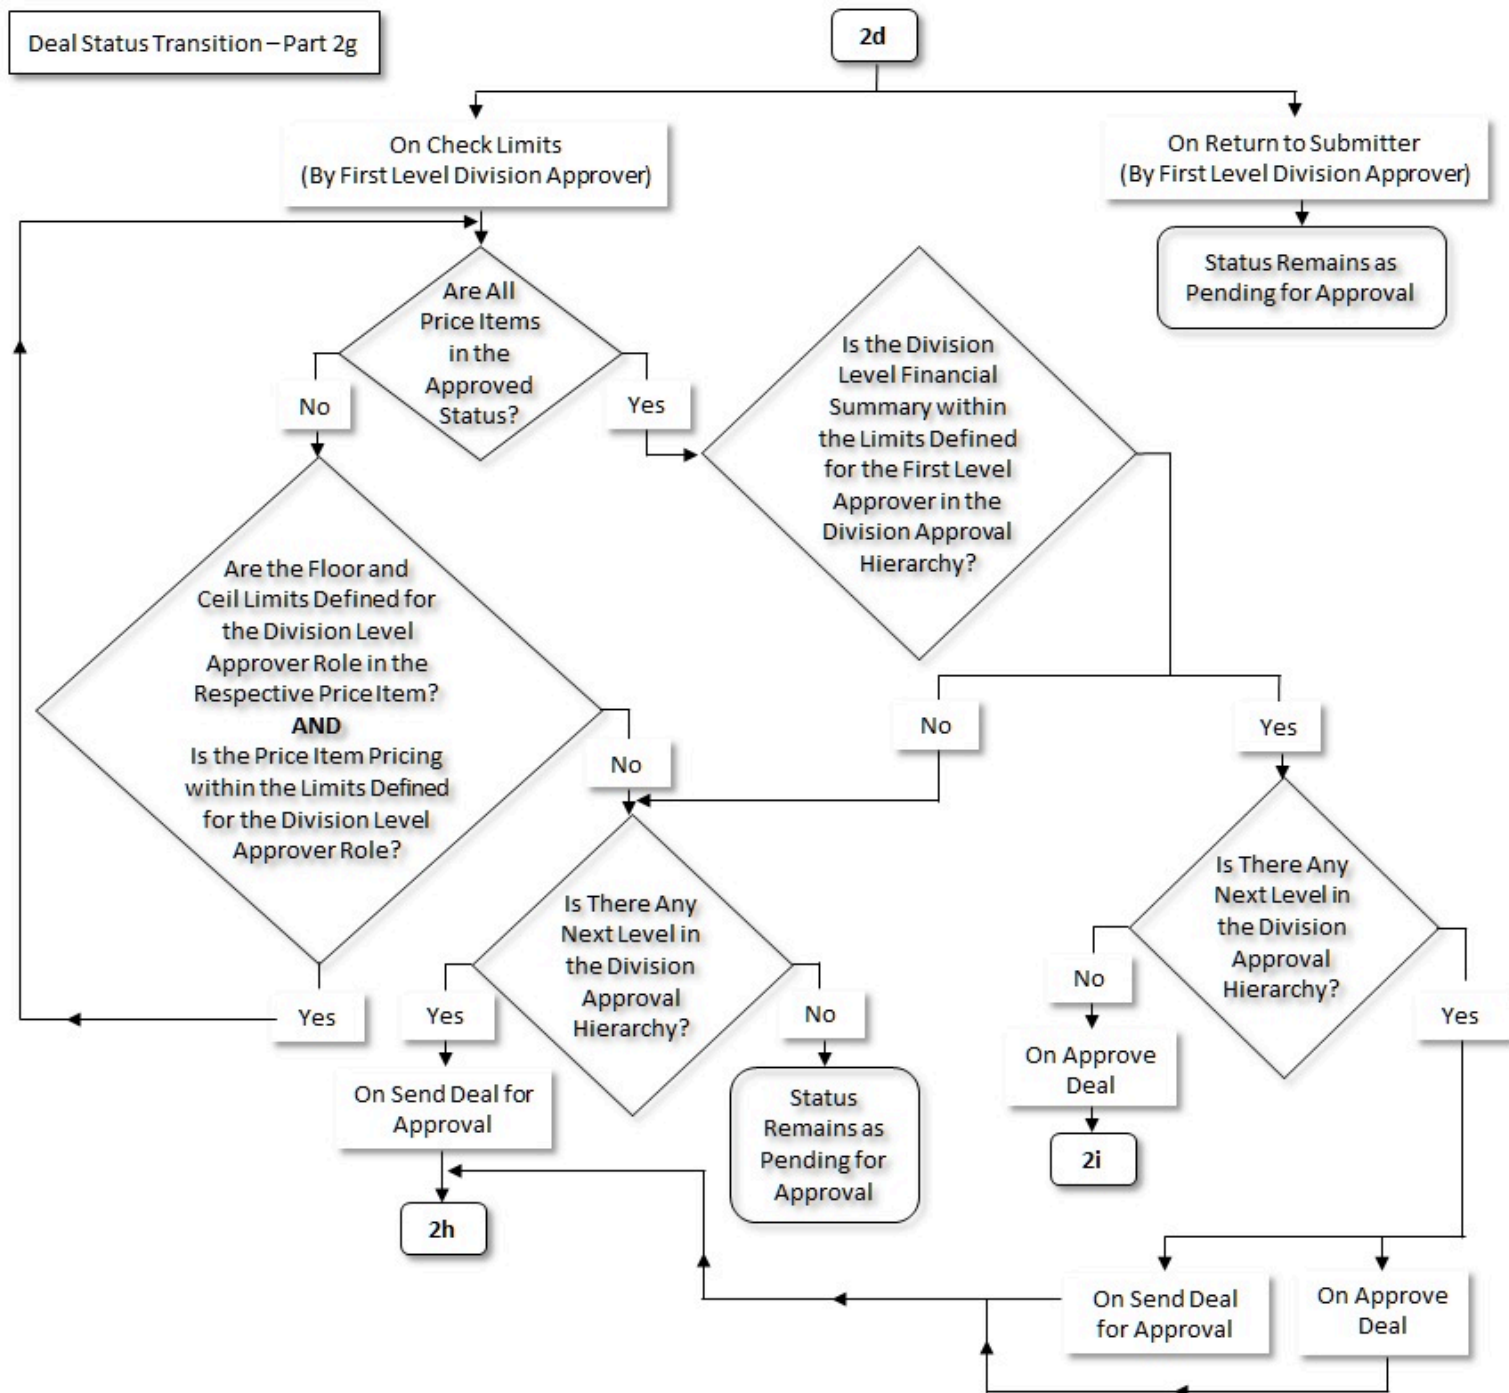 Deal Status Transition – Part 2g
2d
On Check Limits
(By First Level Division Approver)
On Return to Submitter
(By First Level Division Approver)
Status Remains as
Pending for Approval
Are All
Price Items
in the
Approved
Status?
No
Yes
Is the Division
Level Financial
Summary within
the Limits Defined
for the First Level
Approver in the
Division Approval
Hierarchy?
Are the Floor and
Ceil Limits Defined for
the Division Level
Approver Role in the
Respective Price Item?
AND
Is the Price Item Pricing
within the Limits Defined
for the Division Level
Approver Role?
No
Yes
No
Yes
Is There Any
Next Level in
the Division
Approval
Hierarchy?
Yes
No
On Send Deal for
Approval
2h
Status
Remains as
Pending for
Approval
Is There Any
Next Level in
the Division
Approval
Hierarchy?
No
Yes
On Approve
Deal
2i
On Send Deal
for Approval
On Approve
Deal